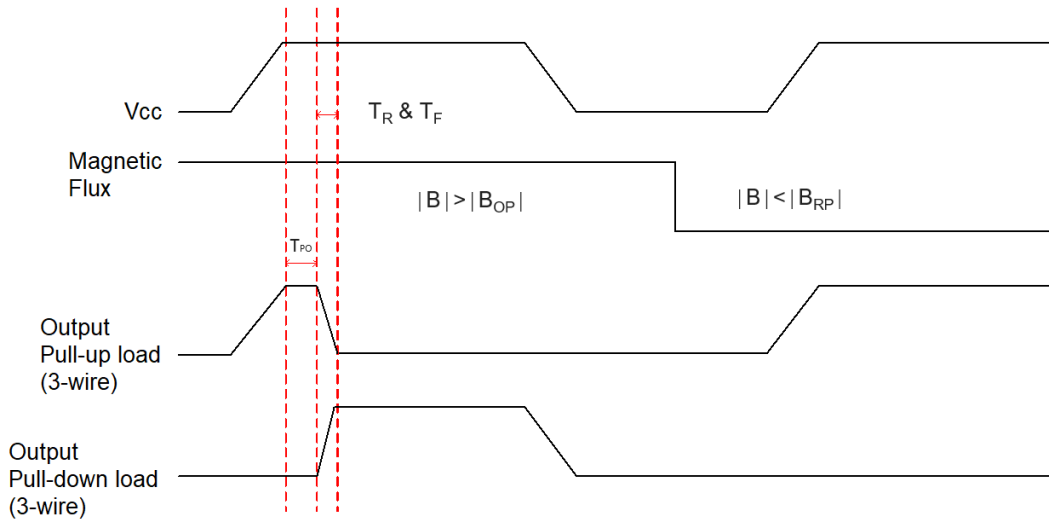 Vcc
T_R & T_F
Magnetic
Flux
|B|>|B_OP|
|B|<|B_RP|
T_PO
Output
Pull-up load
(3-wire)
Output
Pull-down load
(3-wire)